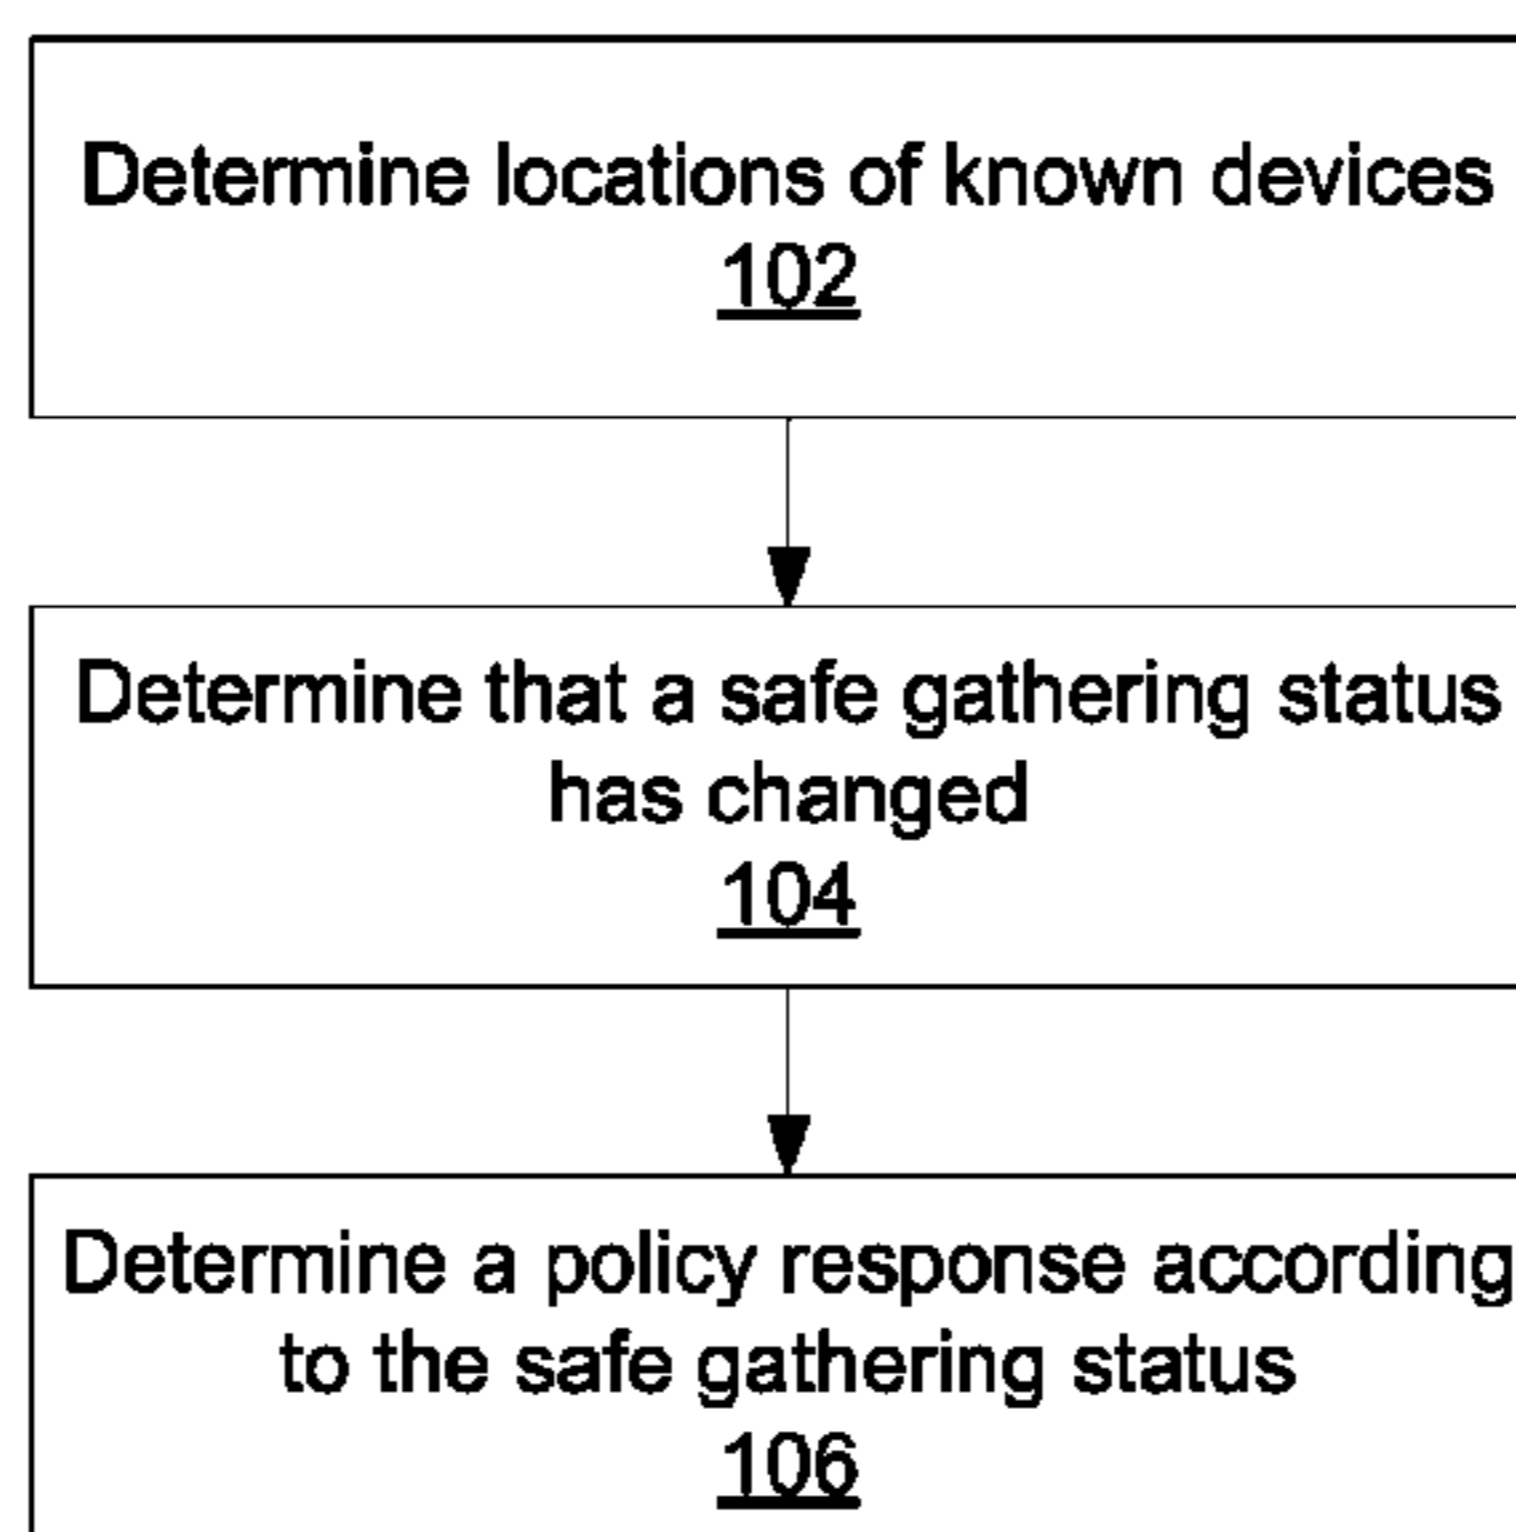 Determine locations of known devices
102
Determine that a safe gathering status
has changed
104
Determine a policy response according
to the safe gathering status
106